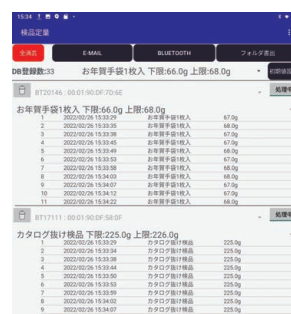 15:34
検品定量
全消去 E-MAIL BLUETOOTH フォルダ書出
DB登録数:33 お年賀手袋1枚入 下限:66.0g 上限:68.0g 初期値設
BT20146 : 00:01:90:DF:7D:6E 処理中
お年賀手袋1枚入 下限:66.0g 上限:68.0g
1 2022/02/26 15:33:29 お年賀手袋1枚入 67.0g
2 2022/02/26 15:33:35 お年賀手袋1枚入 68.0g
3 2022/02/26 15:33:38 お年賀手袋1枚入 67.0g
4 2022/02/26 15:33:45 お年賀手袋1枚入 67.0g
5 2022/02/26 15:33:49 お年賀手袋1枚入 68.0g
6 2022/02/26 15:33:53 お年賀手袋1枚入 67.0g
7 2022/02/26 15:33:58 お年賀手袋1枚入 68.0g
8 2022/02/26 15:34:03 お年賀手袋1枚入 68.0g
9 2022/02/26 15:34:07 お年賀手袋1枚入 67.0g
10 2022/02/26 15:34:12 お年賀手袋1枚入 67.0g
11 2022/02/26 15:34:22 お年賀手袋1枚入 68.0g
BT17111 : 00:01:90:DF:58:0F 処理中
カタログ抜け検品 下限:225.0g 上限:226.0g
1 2022/02/26 15:33:29 カタログ抜け検品 225.0g
2 2022/02/26 15:33:34 カタログ抜け検品 225.0g
3 2022/02/26 15:33:38 カタログ抜け検品 225.0g
4 2022/02/26 15:33:44 カタログ抜け検品 225.0g
5 2022/02/26 15:33:50 カタログ抜け検品 225.0g
6 2022/02/26 15:33:53 カタログ抜け検品 225.0g
7 2022/02/26 15:33:59 カタログ抜け検品 225.0g
8 2022/02/26 15:34:02 カタログ抜け検品 225.0g
9 2022/02/26 15:34:07 カタログ抜け検品 225.0g